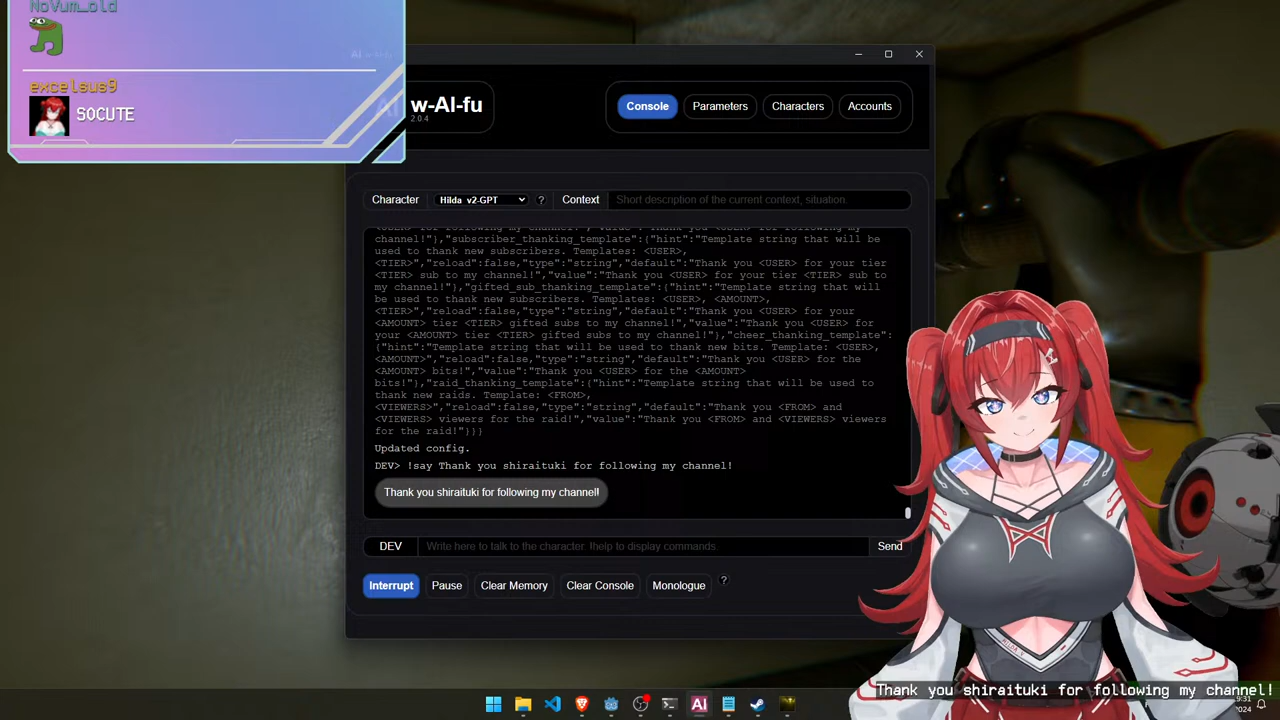 NoVum_old
excelsus9
SOCUTE
w-AI-fu
2.0.4
Console
Parameters
Characters
Accounts
Character
Hilda v2-GPT
?
Context
Short description of the current context, situation.
channel!"},"subscriber_thanking_template":{"hint":"Template string that will be
used to thank new subscribers. Templates: <USER>,
<TIER>","reload":false,"type":"string","default":"Thank you <USER> for your tier
<TIER> sub to my channel!","value":"Thank you <USER> for your tier <TIER> sub to
my channel!"},"gifted_sub_thanking_template":{"hint":"Template string that will
be used to thank new subscribers. Templates: <USER>, <AMOUNT>,
<TIER>","reload":false,"type":"string","default":"Thank you <USER> for your
<AMOUNT> tier <TIER> gifted subs to my channel!","value":"Thank you <USER> for
your <AMOUNT> tier <TIER> gifted subs to my channel!"},"cheer_thanking_template":
{"hint":"Template string that will be used to thank new bits. Template: <USER>,
<AMOUNT>","reload":false,"type":"string","default":"Thank you <USER> for the
<AMOUNT> bits!","value":"Thank you <USER> for the <AMOUNT>
bits!"},"raid_thanking_template":{"hint":"Template string that will be used to
thank new raids. Template: <FROM>,
<VIEWERS>","reload":false,"type":"string","default":"Thank you <FROM> and
<VIEWERS> viewers for the raid!","value":"Thank you <FROM> and <VIEWERS> viewers
for the raid!"}}}
Updated config.
DEV> !say Thank you shiraituki for following my channel!
Thank you shiraituki for following my channel!
DEV
Write here to talk to the character. !help to display commands.
Send
Interrupt
Pause
Clear Memory
Clear Console
Monologue
?
AI
Thank you shiraituki for following my channel!